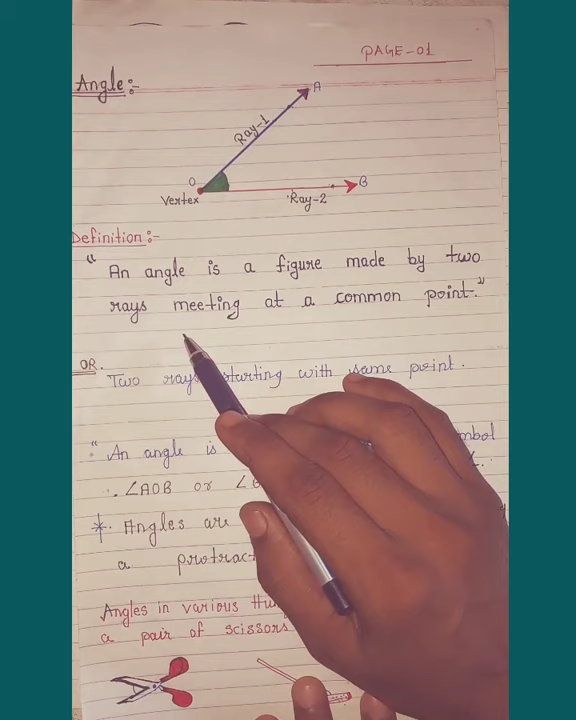 PAGE-01
Angle:-
A
Ray-1
O
B
Vertex
Ray-2
Definition:-
"An angle is a figure made by two
rays meeting at a common point."
OR.
Two rays starting with same point.
An angle is
∠AOB or ∠
* Angles are
a
Angles in various
a pair of scissors